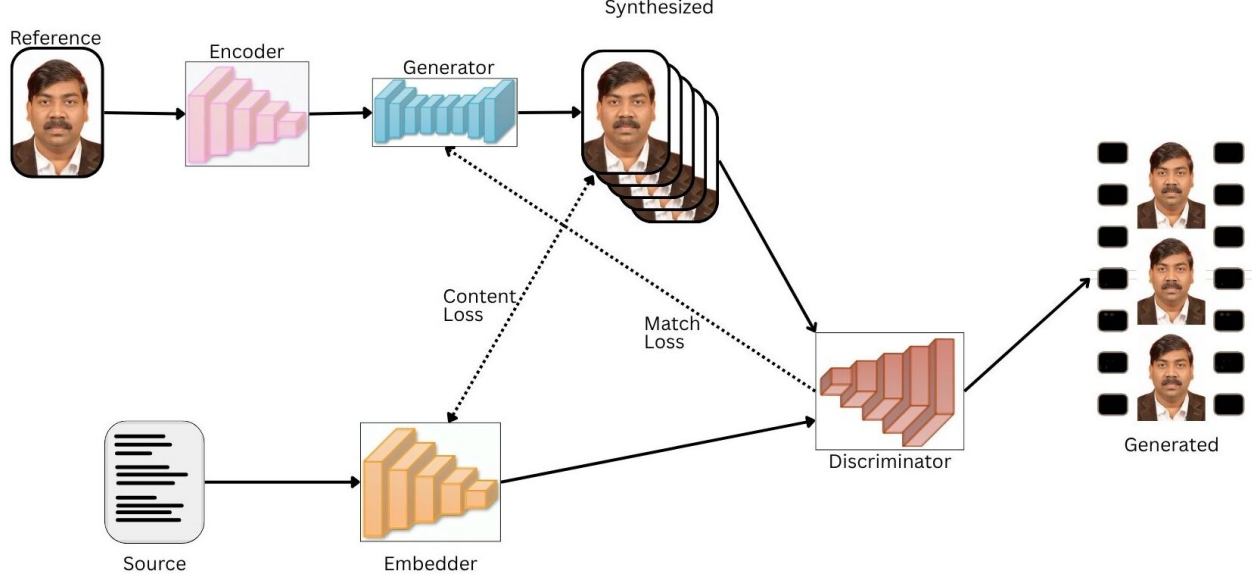 Synthesized
Reference
Encoder
Generator
Content
Loss
Match
Loss
Generated
Discriminator
Source
Embedder